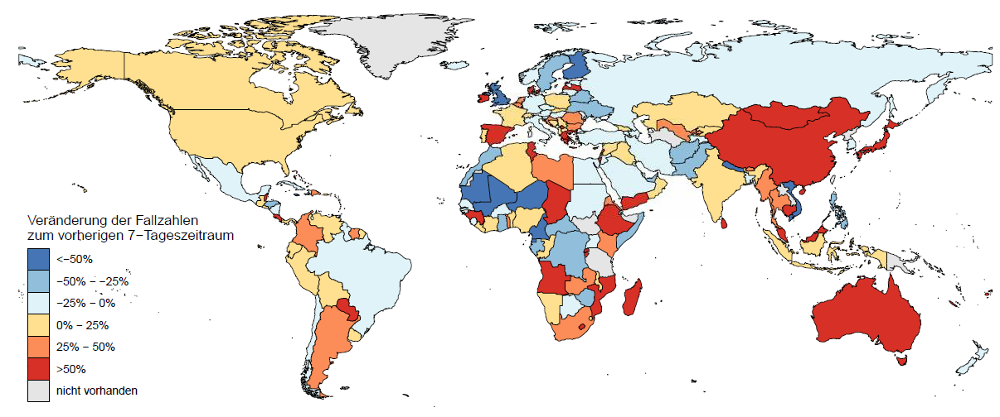 Veränderung der Fallzahlen
zum vorherigen 7−Tageszeitraum
<−50%
−50% − −25%
−25% − 0%
0% − 25%
25% − 50%
>50%
nicht vorhanden